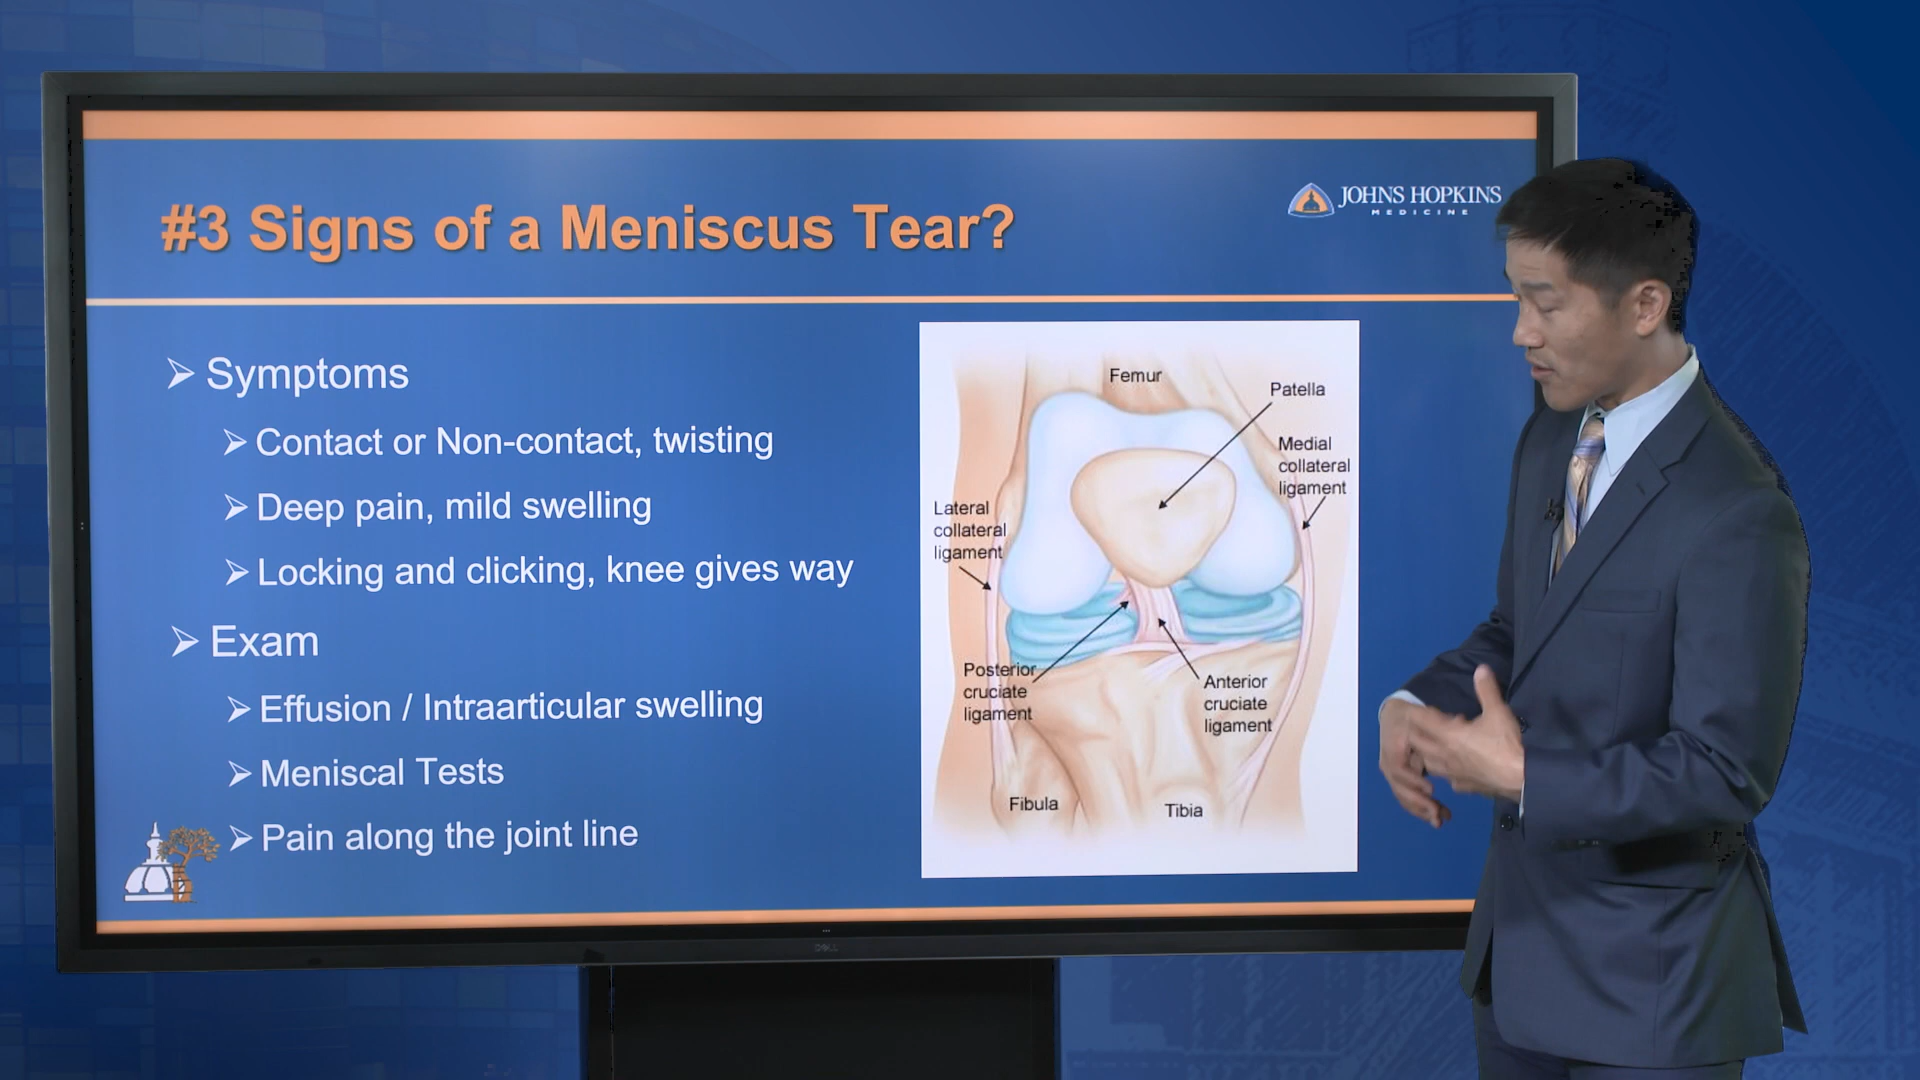 #3 Signs of a Meniscus Tear?
JOHNS HOPKINS
MEDICINE
➢ Symptoms
➢ Contact or Non-contact, twisting
➢ Deep pain, mild swelling
➢ Locking and clicking, knee gives way
➢ Exam
➢ Effusion / Intraarticular swelling
➢ Meniscal Tests
➢ Pain along the joint line
Femur
Patella
Medial
collateral
ligament
Lateral
collateral
ligament
Posterior
cruciate
ligament
Anterior
cruciate
ligament
Fibula
Tibia
DELL